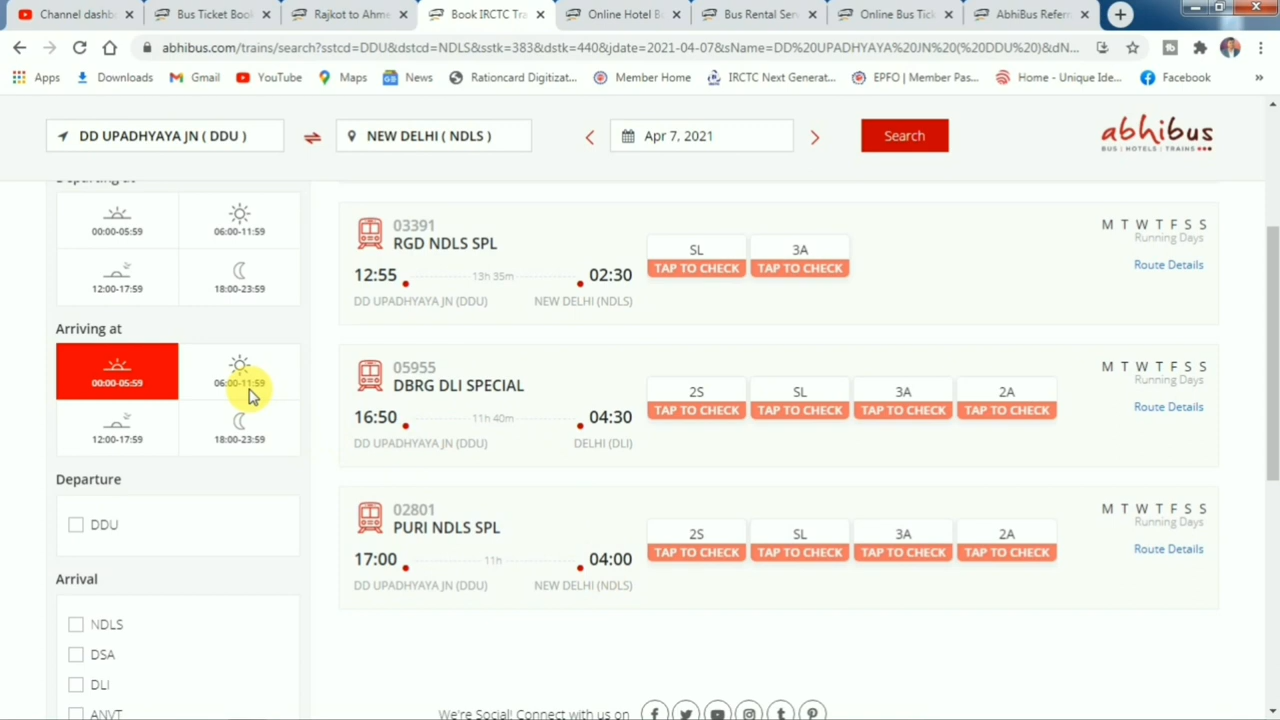 Channel dashb
Bus Ticket Book
Rajkot to Ahme
Book IRCTC Tra
Online Hotel B
Bus Rental Ser
Online Bus Tick
AbhiBus Referr
abhibus.com/trains/search?sstcd=DDU&dstcd=NDLS&sstk=383&dstk=440&jdate=2021-04-07&sName=DD%20UPADHYAYA%20JN%20(%20DDU%20)&dN...
Apps
Downloads
Gmail
YouTube
Maps
News
Rationcard Digitizat...
Member Home
IRCTC Next Generat...
EPFO | Member Pas...
Home - Unique Ide...
Facebook
»
DD UPADHYAYA JN ( DDU )
NEW DELHI ( NDLS )
Apr 7, 2021
Search
abhibus
BUS | HOTELS | TRAINS
Departing at
00:00-05:59
06:00-11:59
12:00-17:59
18:00-23:59
Arriving at
00:00-05:59
06:00-11:59
12:00-17:59
18:00-23:59
Departure
DDU
Arrival
NDLS
DSA
DLI
ANVT
03391
RGD NDLS SPL
12:55 13h 35m 02:30
DD UPADHYAYA JN (DDU) NEW DELHI (NDLS)
SL 3A
TAP TO CHECK TAP TO CHECK
M T W T F S S
Running Days
Route Details
05955
DBRG DLI SPECIAL
16:50 11h 40m 04:30
DD UPADHYAYA JN (DDU) DELHI (DLI)
2S SL 3A 2A
TAP TO CHECK TAP TO CHECK TAP TO CHECK TAP TO CHECK
M T W T F S S
Running Days
Route Details
02801
PURI NDLS SPL
17:00 11h 04:00
DD UPADHYAYA JN (DDU) NEW DELHI (NDLS)
2S SL 3A 2A
TAP TO CHECK TAP TO CHECK TAP TO CHECK TAP TO CHECK
M T W T F S S
Running Days
Route Details
We're Social! Connect with us on